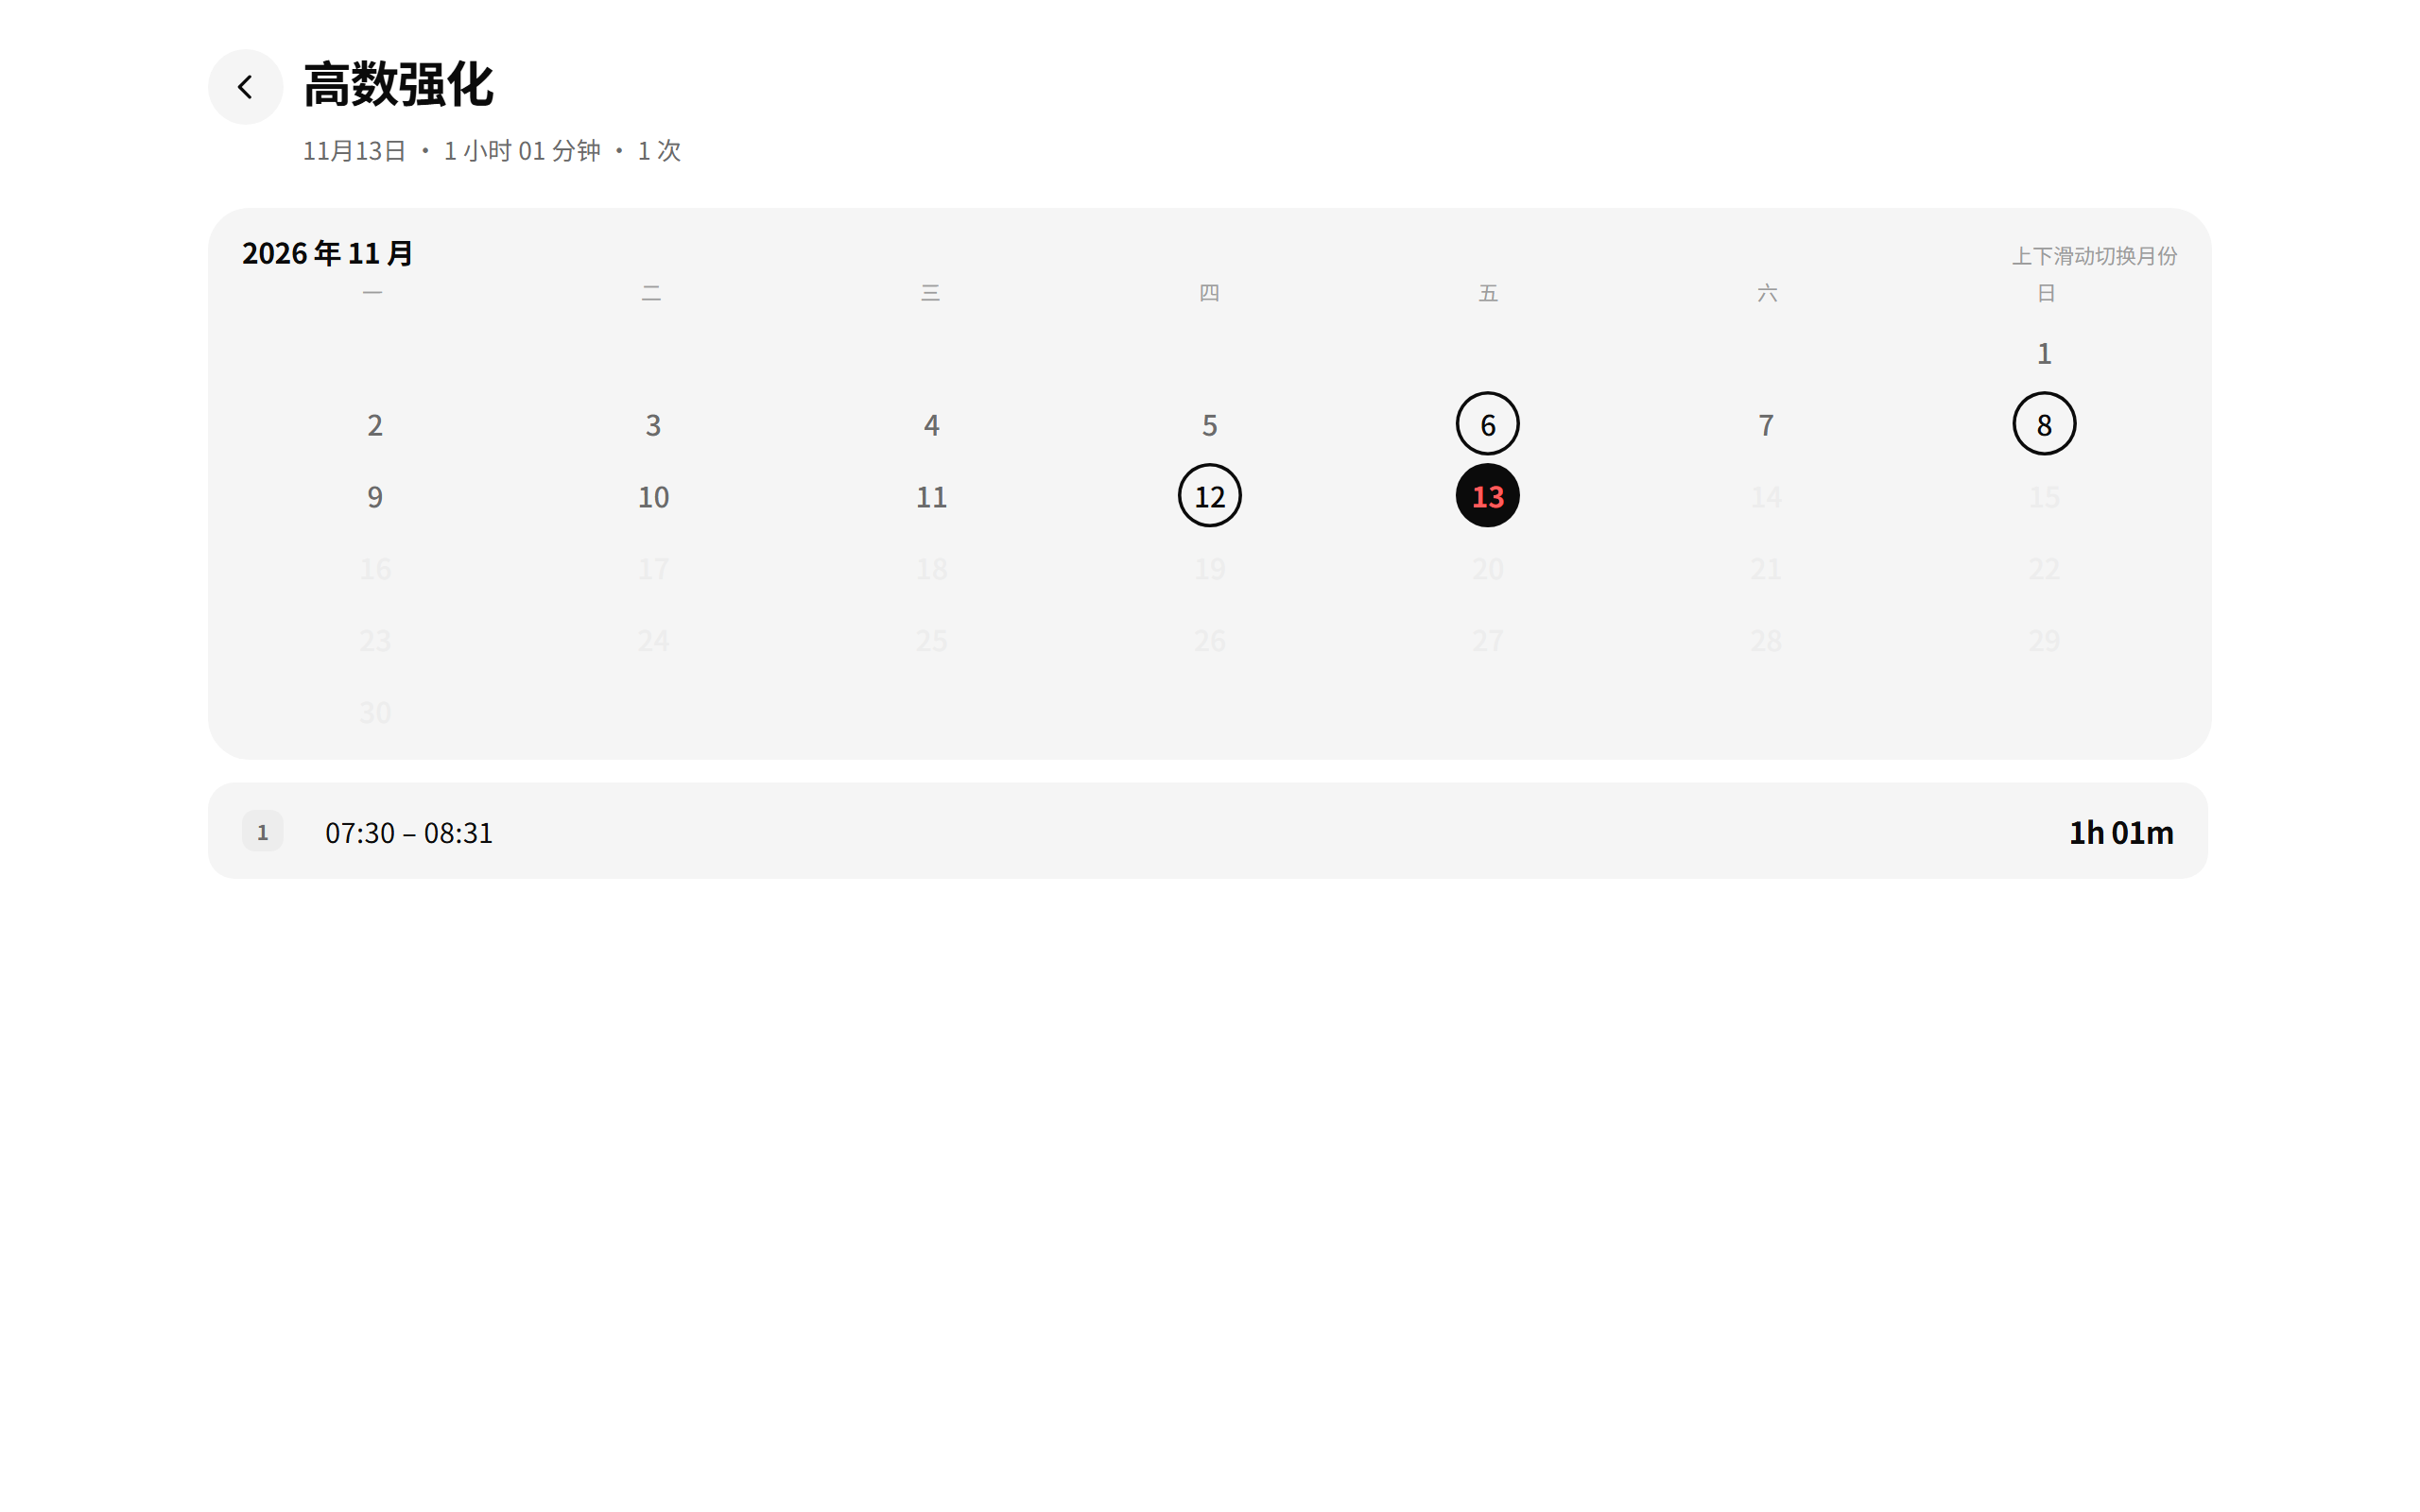 高数强化
11月13日 • 1 小时 01 分钟 • 1 次
2026 年 11 月
上下滑动切换月份
一 二 三 四 五 六 日
1
2 3 4 5 6 7 8
9 10 11 12 13 14 15
16 17 18 19 20 21 22
23 24 25 26 27 28 29
30
1 07:30 – 08:31 1h 01m